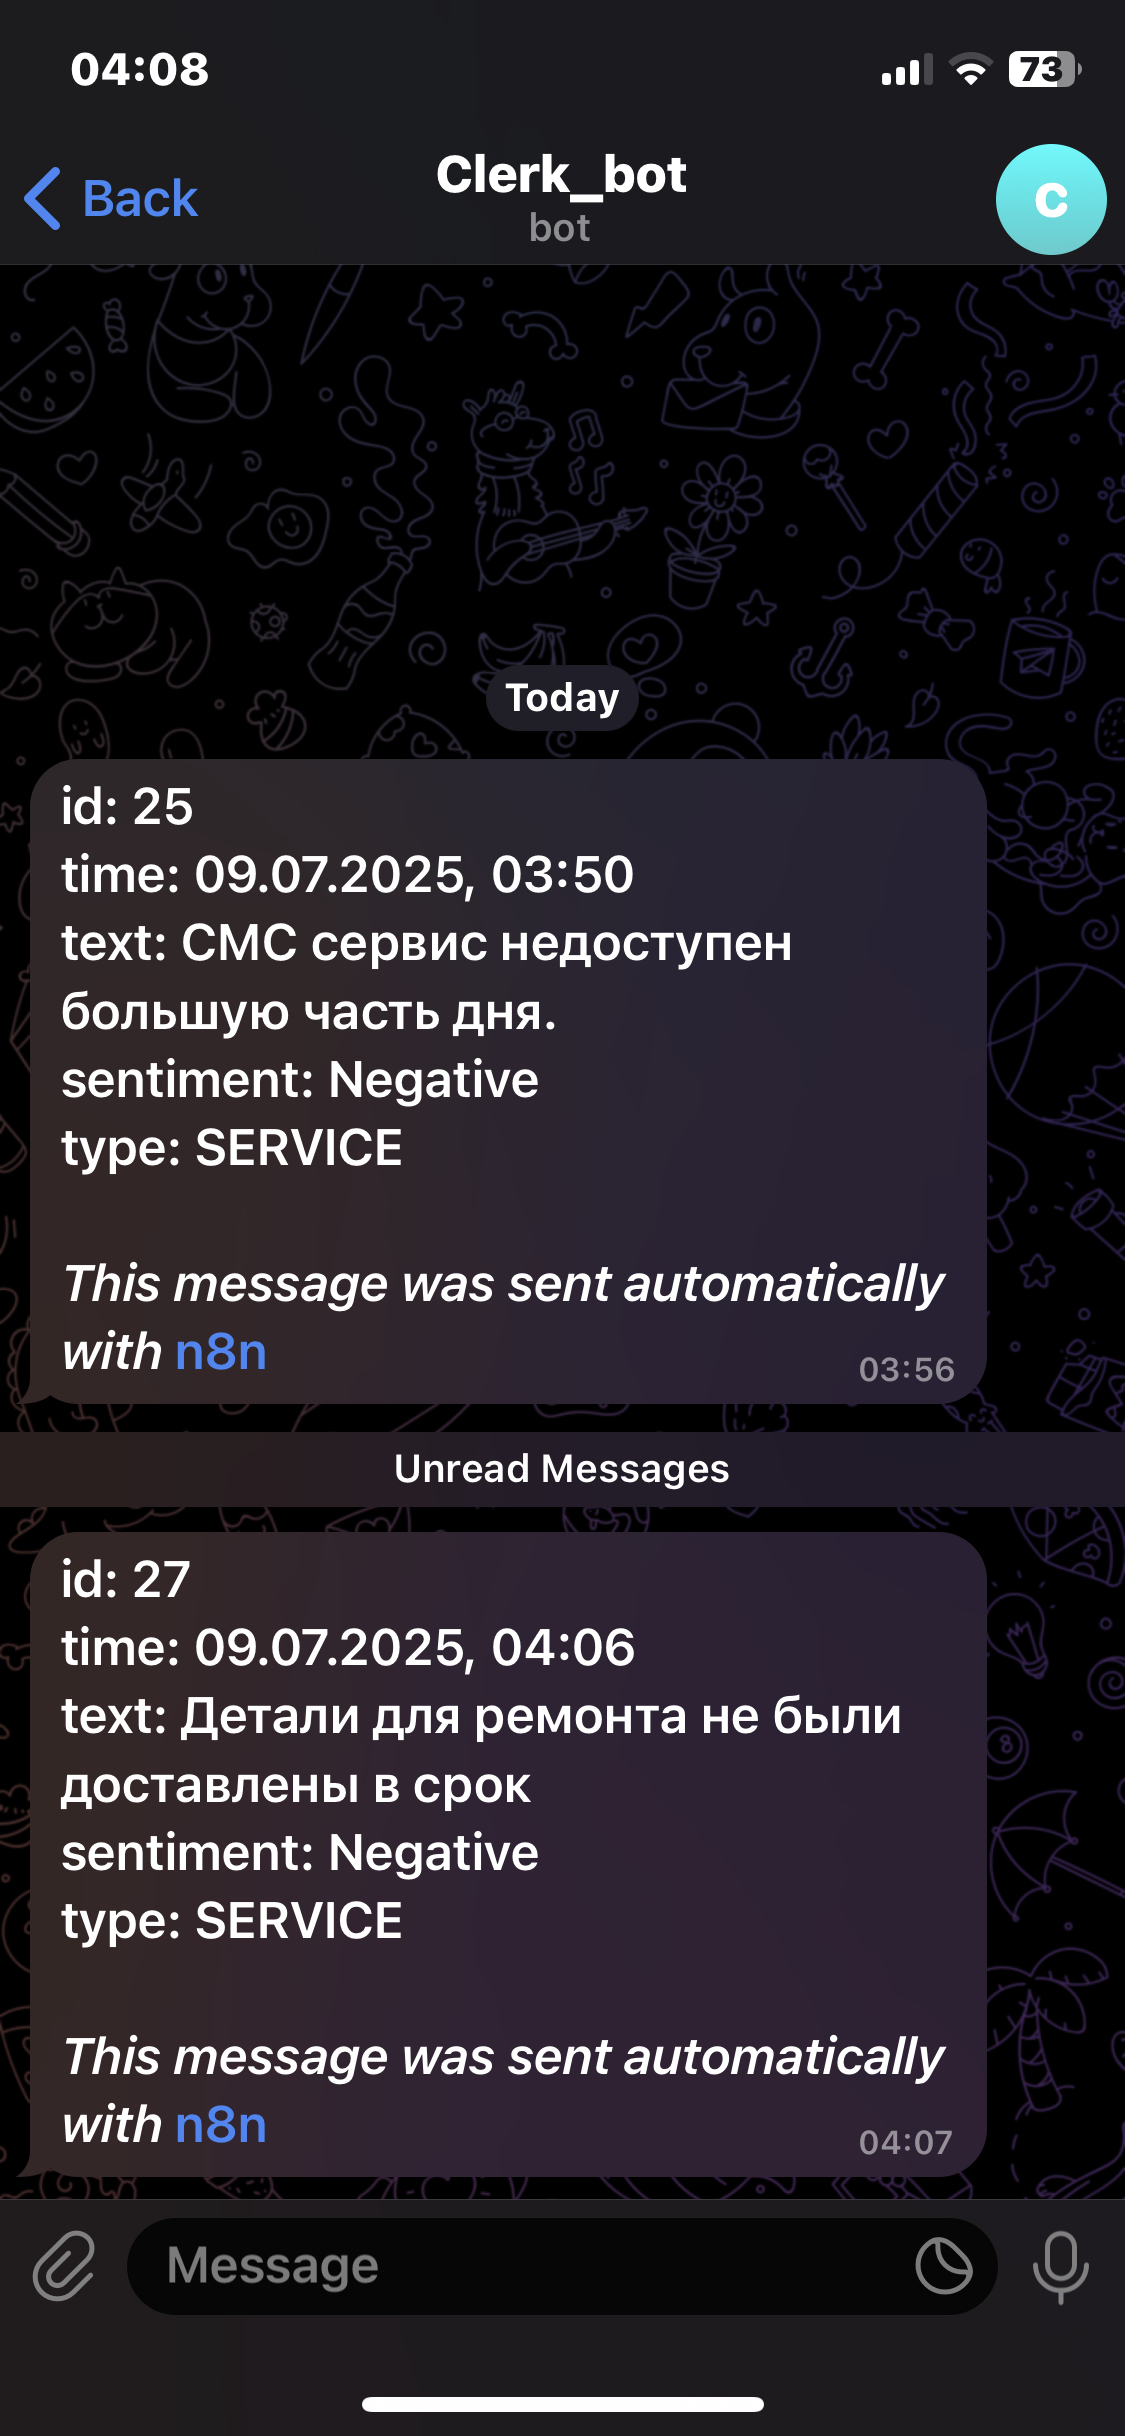 04:08
73
Back
Clerk_bot
bot
C
Today
id: 25
time: 09.07.2025, 03:50
text: СМС сервис недоступен
большую часть дня.
sentiment: Negative
type: SERVICE
This message was sent automatically
with n8n
03:56
Unread Messages
id: 27
time: 09.07.2025, 04:06
text: Детали для ремонта не были
доставлены в срок
sentiment: Negative
type: SERVICE
This message was sent automatically
with n8n
04:07
Message